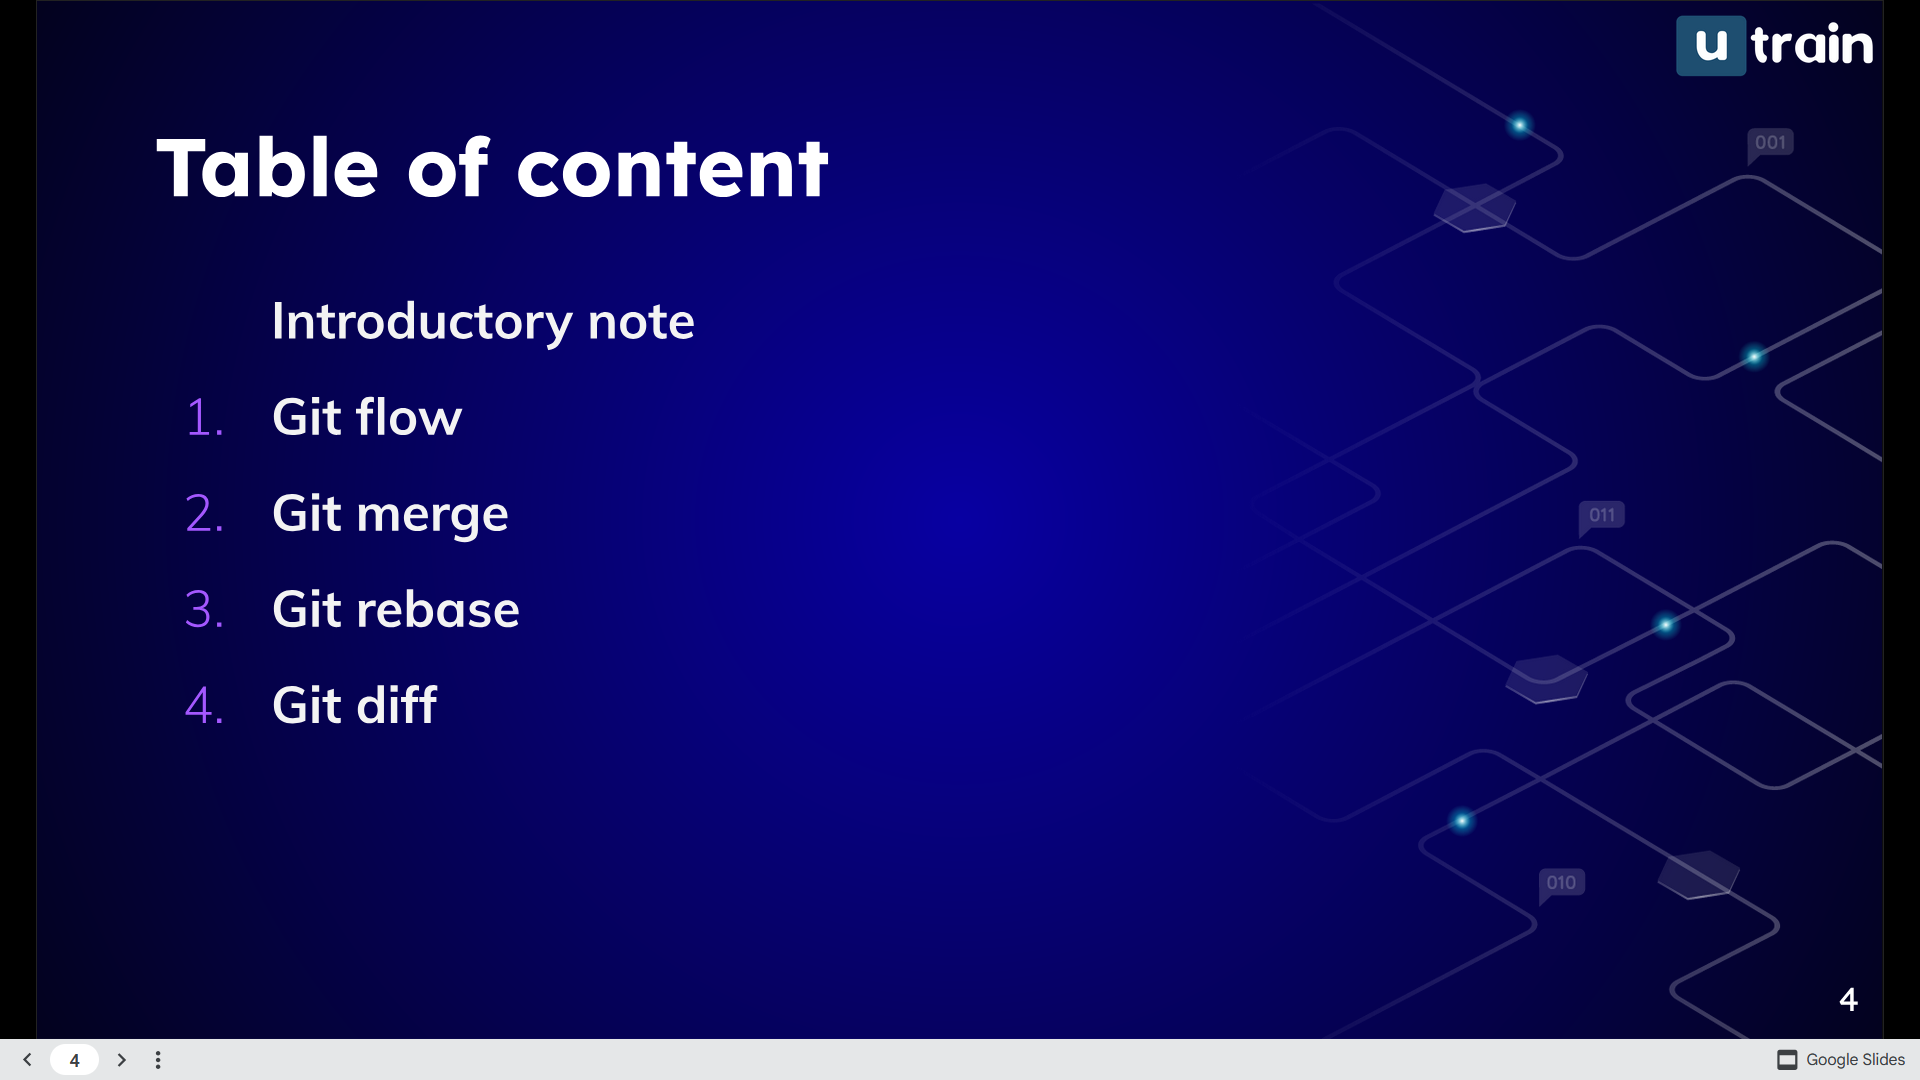 u train
001
Table of content
Introductory note
1. Git flow
2. Git merge
011
3. Git rebase
4. Git diff
010
4
4
Google Slides